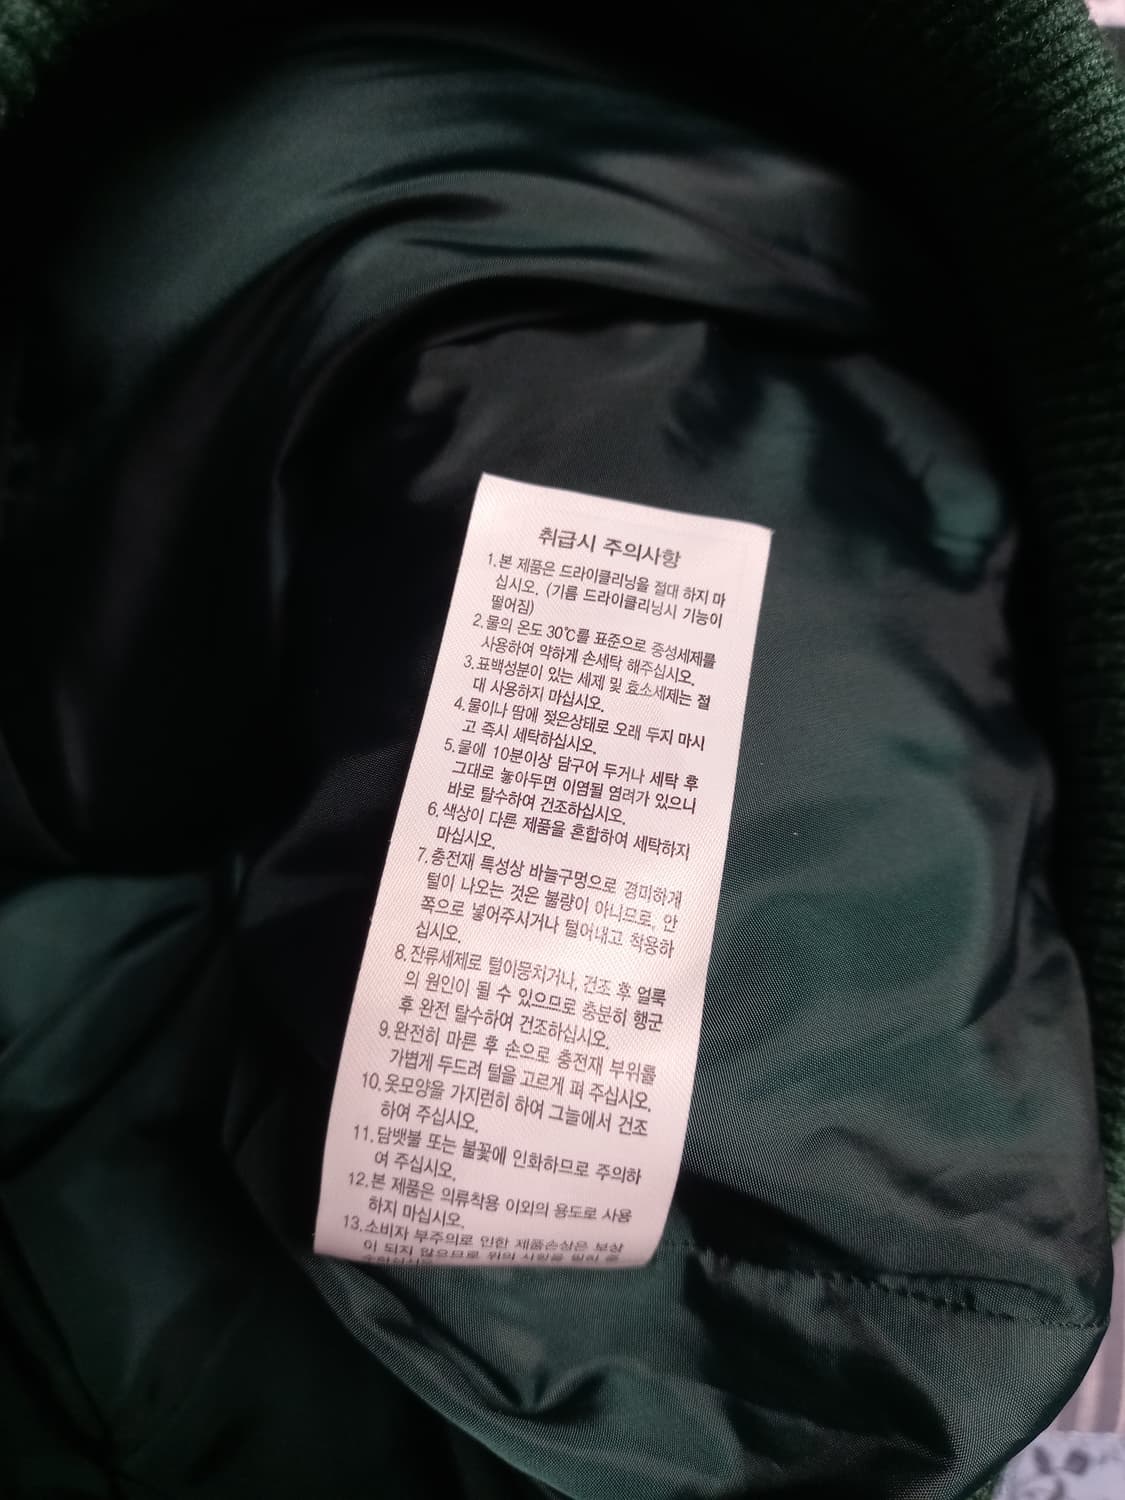 취급시 주의사항
1.본 제품은 드라이클리닝을 절대 하지 마
십시오. (기름 드라이클리닝시 기능이
떨어짐)
2.물의 온도 30℃를 표준으로 중성세제를
사용하여 약하게 손세탁 해주십시오.
3.표백성분이 있는 세제 및 효소세제는 절
대 사용하지 마십시오.
4.물이나 땀에 젖은상태로 오래 두지 마시
고 즉시 세탁하십시오.
5.물에 10분이상 담구어 두거나 세탁 후
그대로 놓아두면 이염될 염려가 있으니
바로 탈수하여 건조하십시오.
6.색상이 다른 제품을 혼합하여 세탁하지
마십시오.
7.충전재 특성상 바늘구멍으로 경미하게
털이 나오는 것은 불량이 아니므로, 안
쪽으로 넣어주시거나 털어내고 착용하
십시오.
8.잔류세제로 털이뭉치거나, 건조 후 얼룩
의 원인이 될 수 있으므로 충분히 헹군
후 완전 탈수하여 건조하십시오.
9.완전히 마른 후 손으로 충전재 부위를
가볍게 두드려 털을 고르게 펴 주십시오.
10.옷모양을 가지런히 하여 그늘에서 건조
하여 주십시오.
11.담뱃불 또는 불꽃에 인화하므로 주의하
여 주십시오.
12.본 제품은 의류착용 이외의 용도로 사용
하지 마십시오.
13.소비자 부주의로 인한 제품손상은 보상
이 되지 않으므로